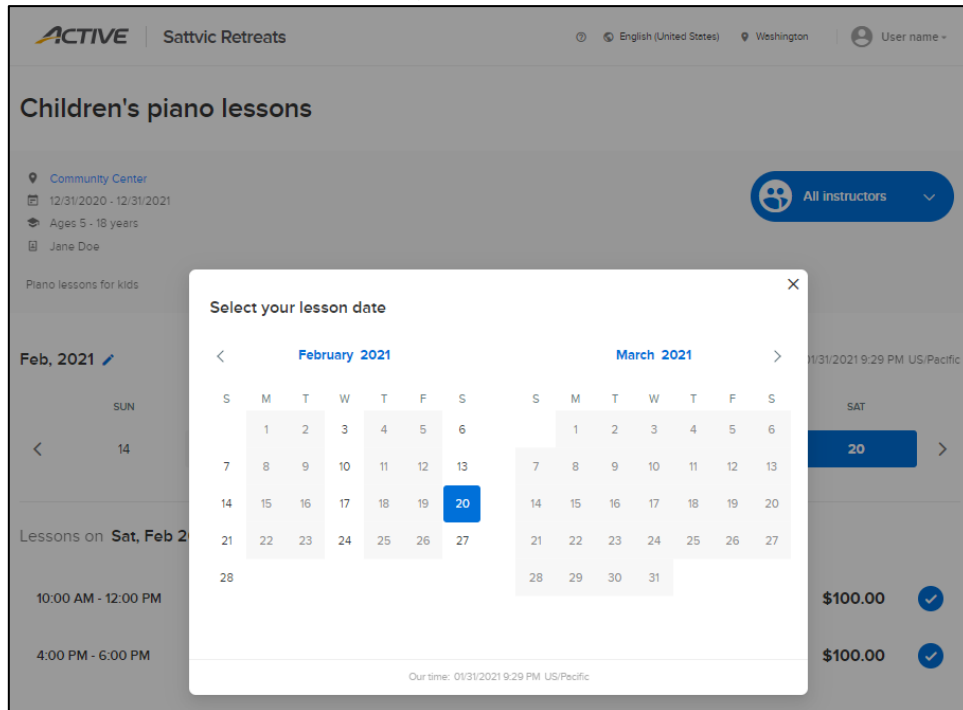 ACTIVE Sattvic Retreats English (United States) Washington User name
Children's piano lessons
Community Center
12/31/2020 - 12/31/2021
Ages 5 - 18 years
Jane Doe
All instructors
Piano lessons for kids
Select your lesson date
February 2021 March 2021
Feb, 2021 01/31/2021 9:29 PM US/Pacific
S M T W T F S S M T W T F S
SUN SAT
1 2 3 4 5 6 1 2 3 4 5 6
14 20
7 8 9 10 11 12 13 7 8 9 10 11 12 13
14 15 16 17 18 19 20 14 15 16 17 18 19 20
Lessons on Sat, Feb 2
21 22 23 24 25 26 27 21 22 23 24 25 26 27
28 28 29 30 31
10:00 AM - 12:00 PM $100.00
4:00 PM - 6:00 PM $100.00
Our time: 01/31/2021 9:29 PM US/Pacific